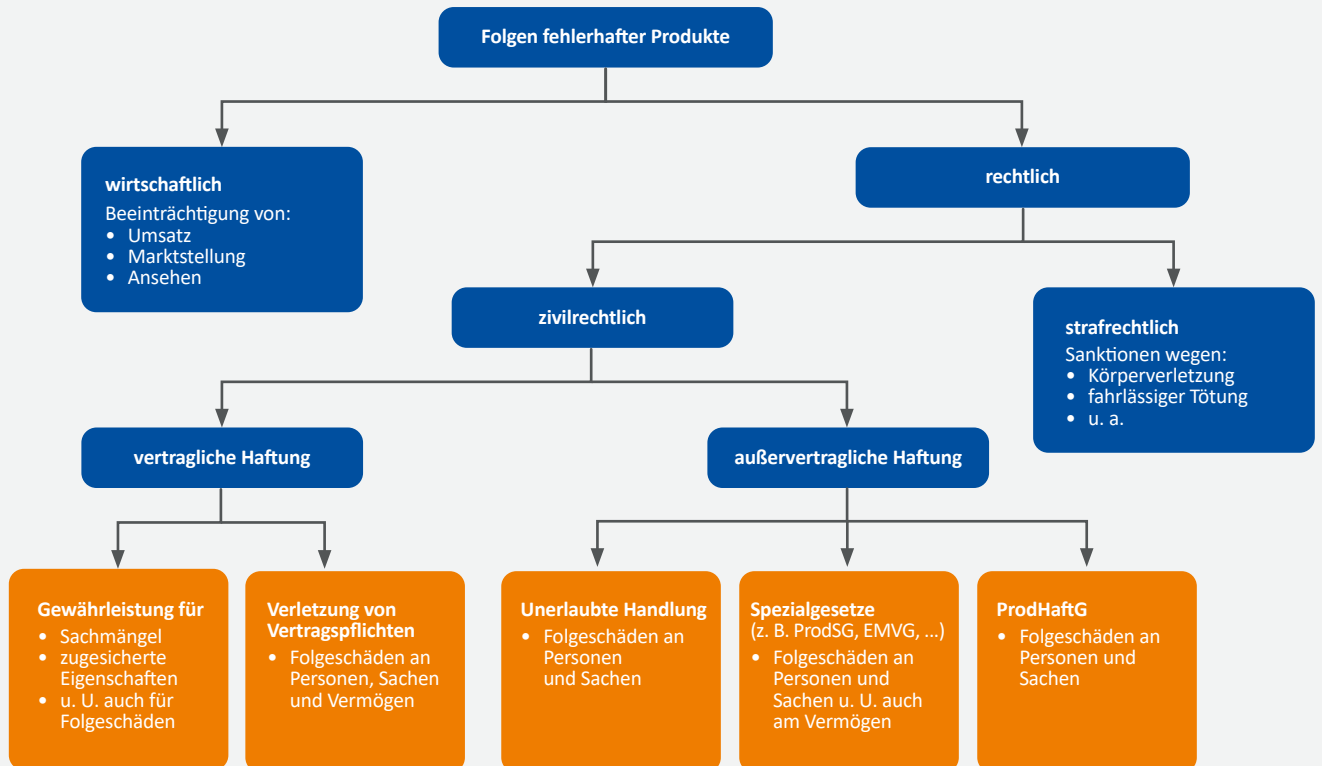 Folgen fehlerhafter Produkte
wirtschaftlich
Beeinträchtigung von:
• Umsatz
• Marktstellung
• Ansehen
rechtlich
zivilrechtlich
strafrechtlich
Sanktionen wegen:
• Körperverletzung
• fahrlässiger Tötung
• u. a.
vertragliche Haftung
außervertragliche Haftung
Gewährleistung für
• Sachmängel
• zugesicherte
Eigenschaften
• u. U. auch für
Folgeschäden
Verletzung von
Vertragspflichten
• Folgeschäden an
Personen, Sachen
und Vermögen
Unerlaubte Handlung
• Folgeschäden an
Personen
und Sachen
Spezialgesetze
(z. B. ProdSG, EMVG, ...)
• Folgeschäden an
Personen und
Sachen u. U. auch
am Vermögen
ProdHaftG
• Folgeschäden an
Personen und
Sachen